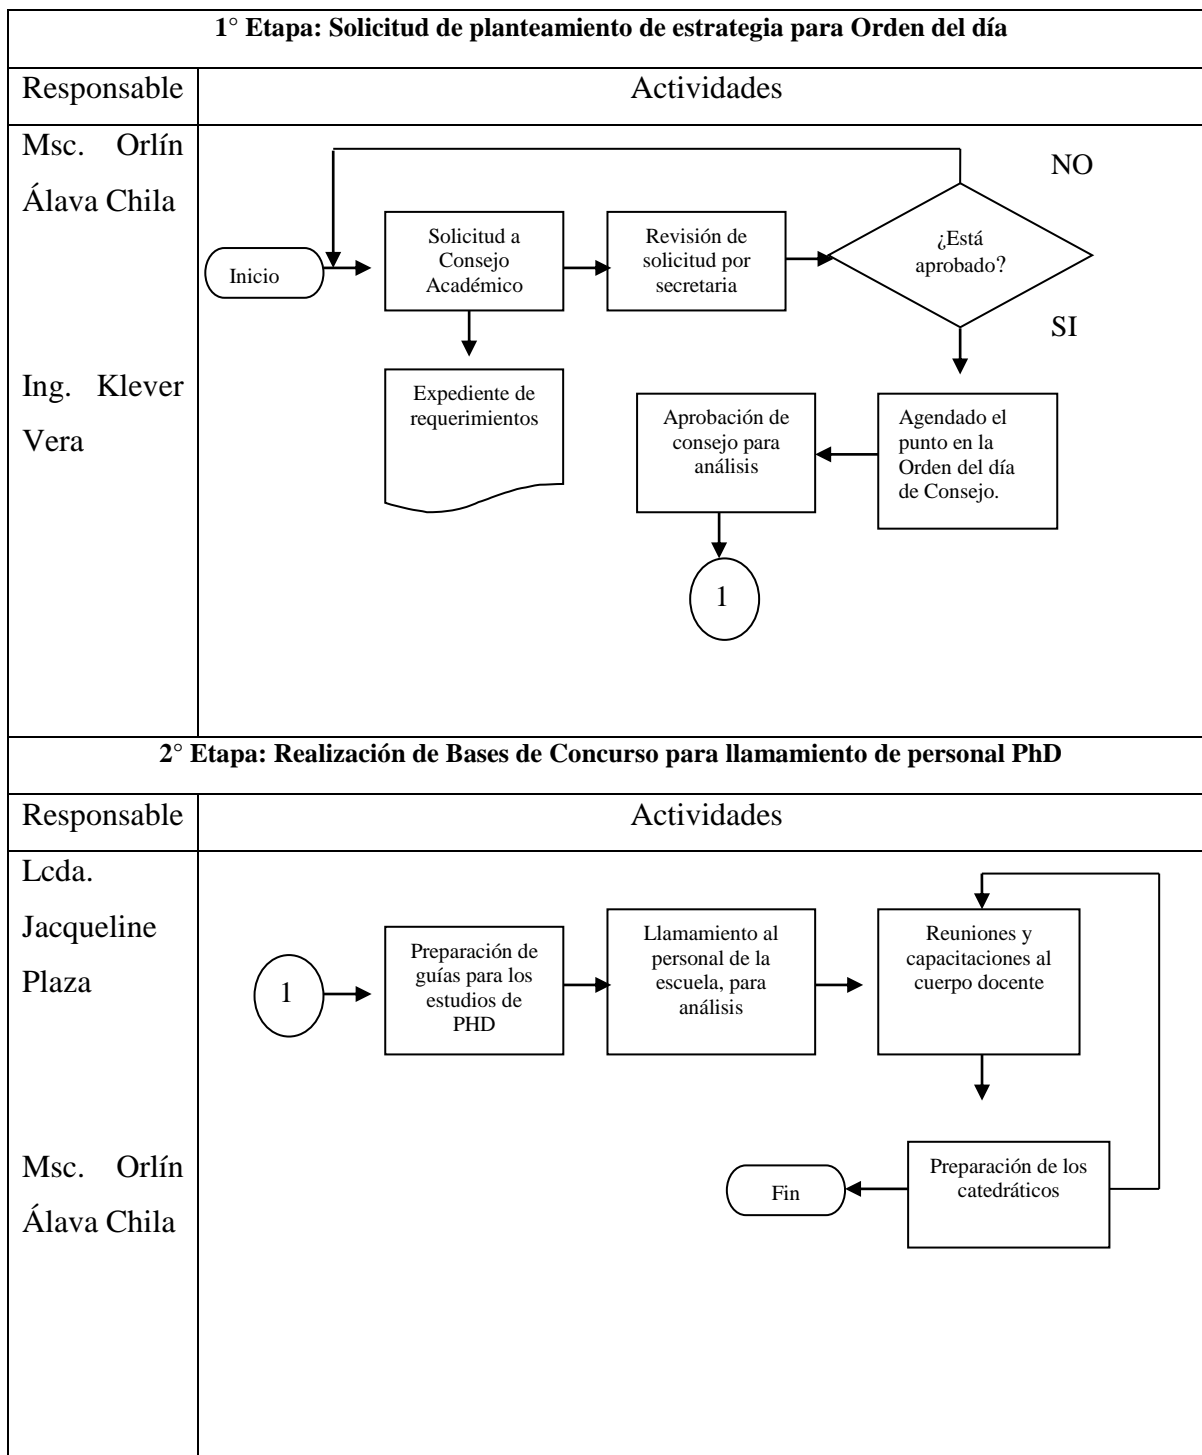 1° Etapa: Solicitud de planteamiento de estrategia para Orden del día
Responsable
Actividades
Msc. Orlín
Álava Chila
Ing. Klever
Vera
NO
Inicio
Solicitud a
Consejo
Académico
Revisión de
solicitud por
secretaria
¿Está
aprobado?
SI
Expediente de
requerimientos
Aprobación de
consejo para
análisis
Agendado el
punto en la
Orden del día
de Consejo.
1
2° Etapa: Realización de Bases de Concurso para llamamiento de personal PhD
Responsable
Actividades
Lcda.
Jacqueline
Plaza
Msc. Orlín
Álava Chila
1
Preparación de
guías para los
estudios de
PHD
Llamamiento al
personal de la
escuela, para
análisis
Reuniones y
capacitaciones al
cuerpo docente
Preparación de los
catedráticos
Fin